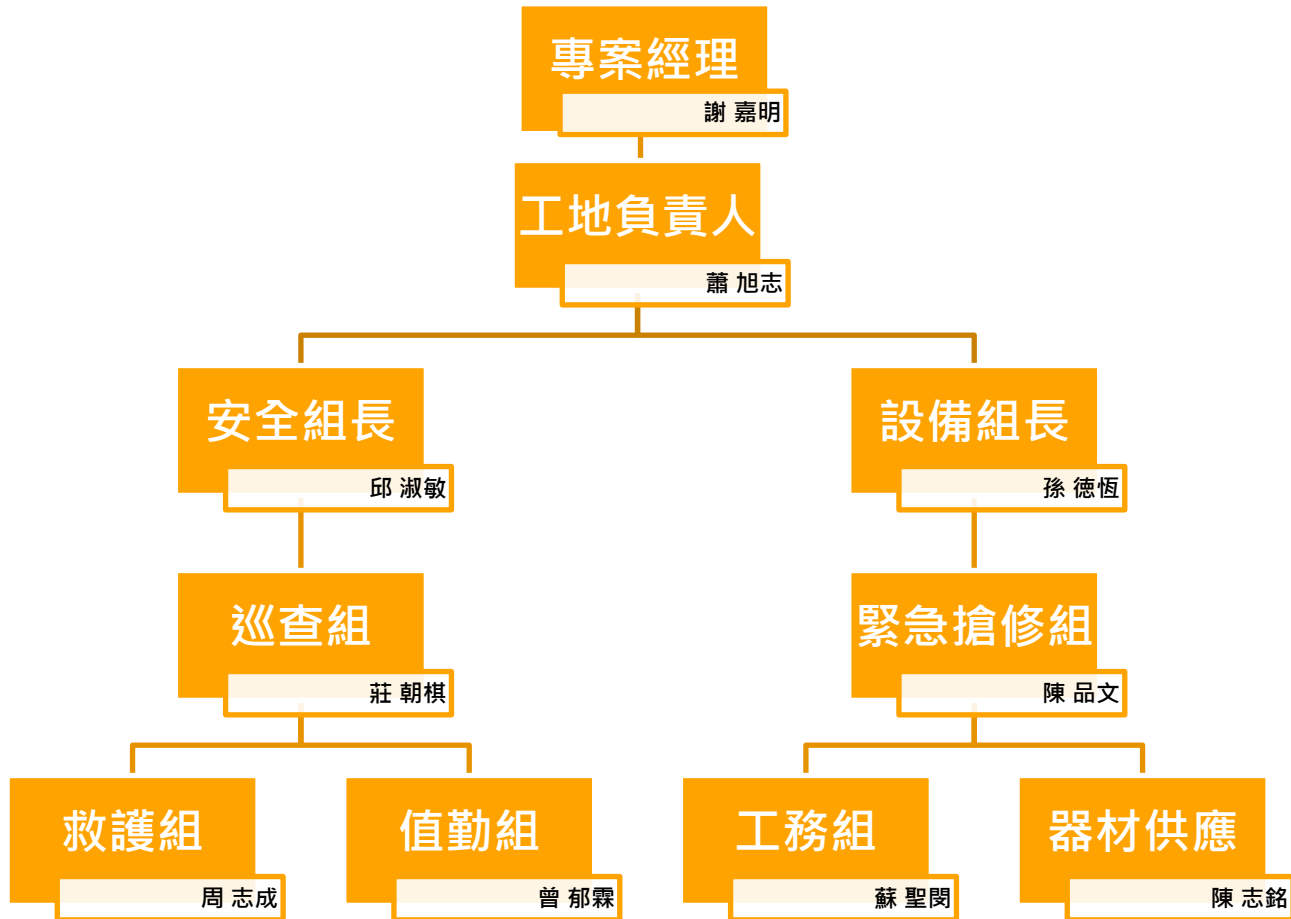 專案經理
謝 嘉明
工地負責人
蕭 旭志
安全組長
邱 淑敏
設備組長
孫 德恆
巡查組
莊 朝棋
緊急搶修組
陳 品文
救護組
周 志成
值勤組
曾 郁霖
工務組
蘇 聖閔
器材供應
陳 志銘